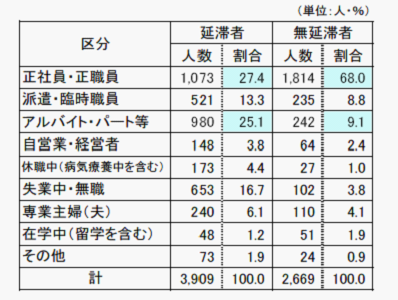 (単位：人・％)
区分 延滞者 無延滞者
人数 割合 人数 割合
正社員・正職員 1,073 27.4 1,814 68.0
派遣・臨時職員 521 13.3 235 8.8
アルバイト・パート等 980 25.1 242 9.1
自営業・経営者 148 3.8 64 2.4
休職中(病気療養中を含む) 173 4.4 27 1.0
失業中・無職 653 16.7 102 3.8
専業主婦(夫) 240 6.1 110 4.1
在学中(留学を含む) 48 1.2 51 1.9
その他 73 1.9 24 0.9
計 3,909 100.0 2,669 100.0